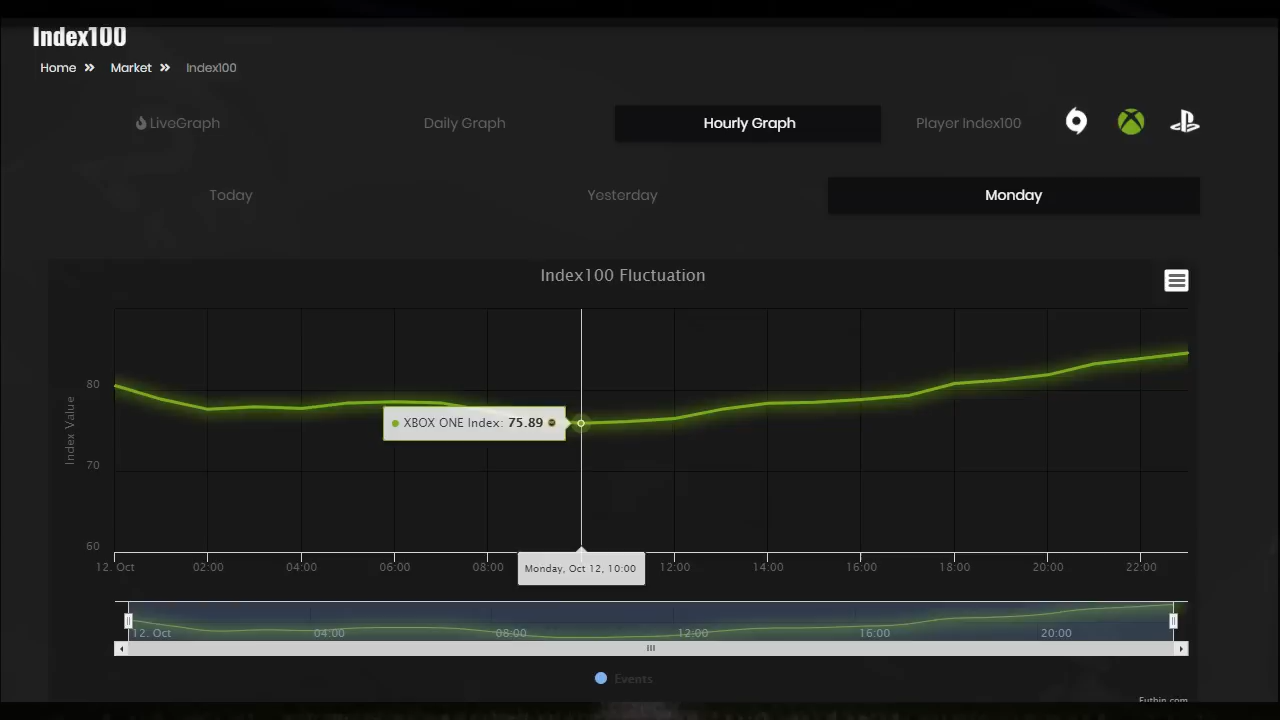 Index100
Home » Market » Index100
LiveGraph Daily Graph Hourly Graph Player Index100
Today Yesterday Monday
Index100 Fluctuation
Index Value
80
70
60
XBOX ONE Index: 75.89
12. Oct 02:00 04:00 06:00 08:00 12:00 14:00 16:00 18:00 20:00 22:00
Monday, Oct 12, 10:00
12. Oct 04:00 08:00 12:00 16:00 20:00
Events
Futbin.com